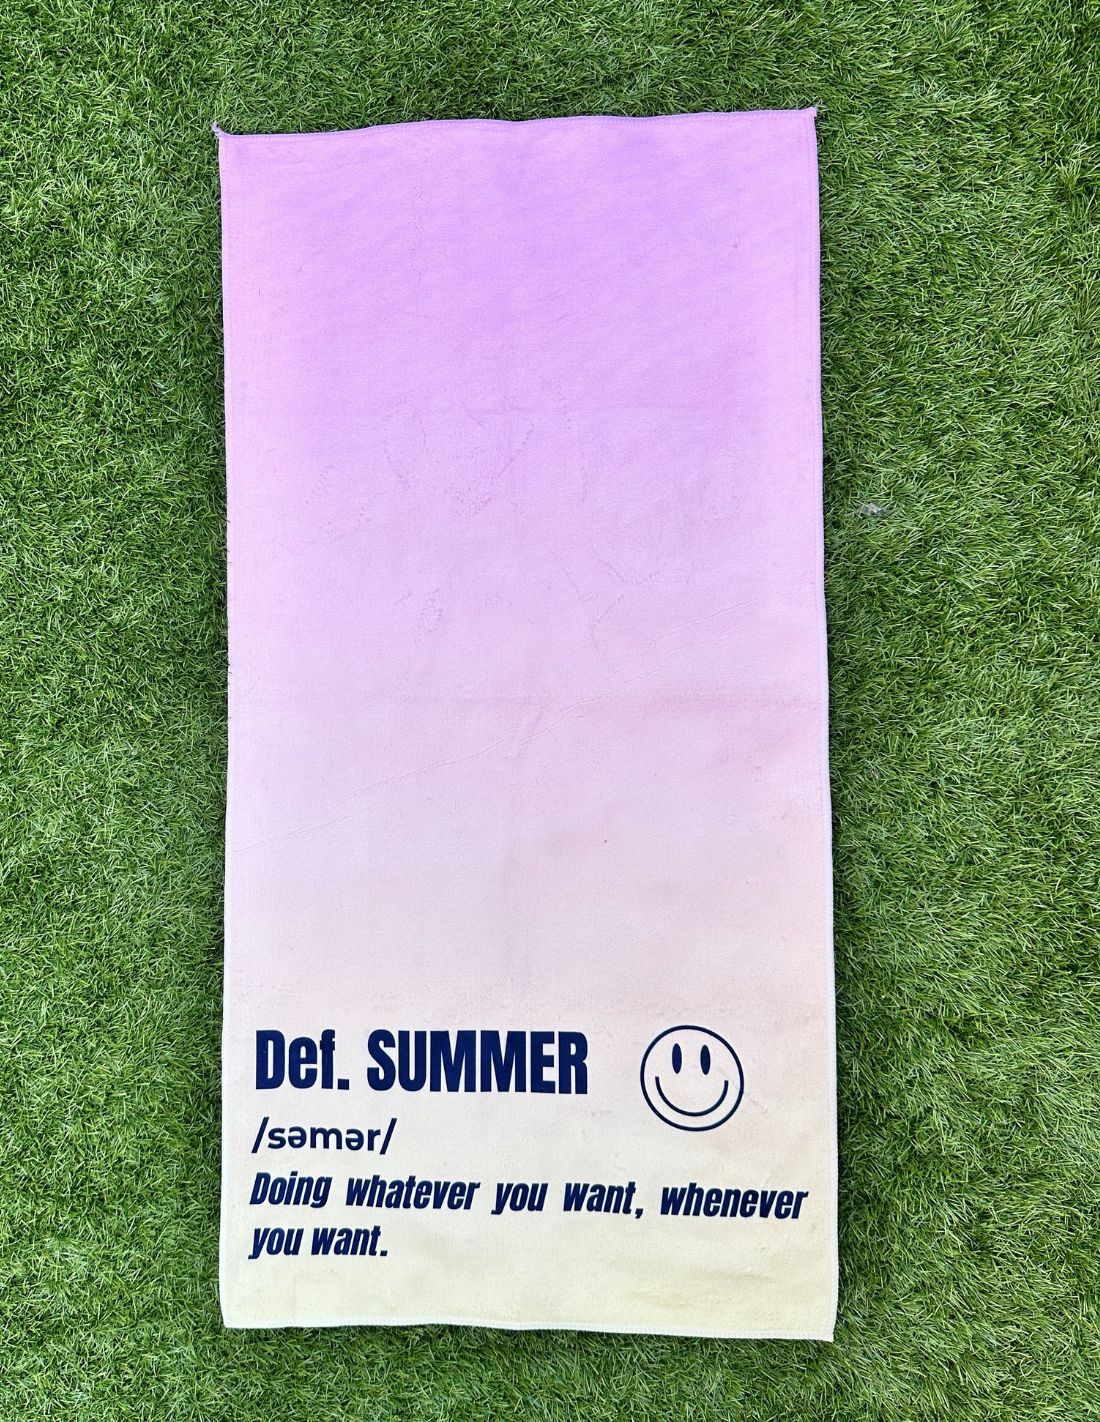 Def. SUMMER
/səmər/
Doing whatever you want, whenever
you want.